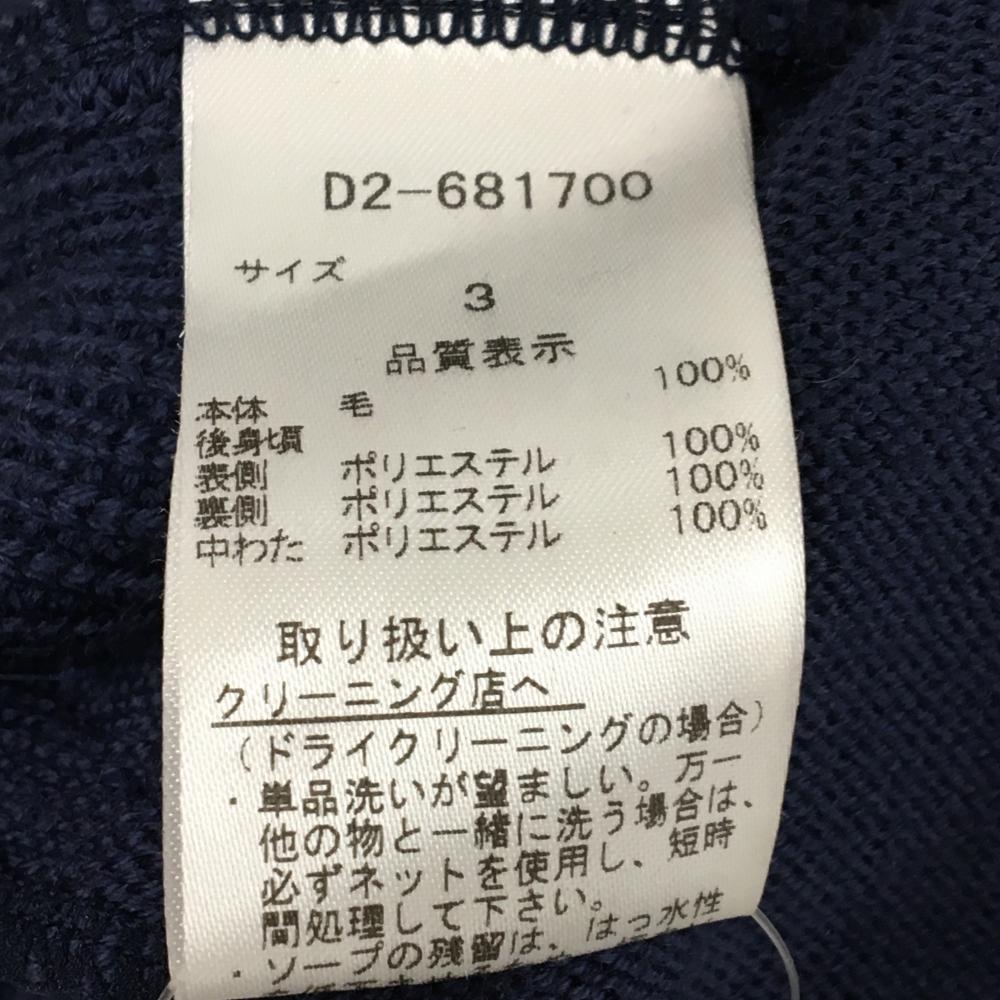 D2-681700
サイズ
3
品質表示
本体 毛 100%
後身頃
表側 ポリエステル 100%
裏側 ポリエステル 100%
中わた ポリエステル 100%
取り扱い上の注意
クリーニング店へ
(ドライクリーニングの場合)
・単品洗いが望ましい。万一
他の物と一緒に洗う場合は、
必ずネットを使用し、短時
間処理して下さい。
・ソープの残留は、はっ水性